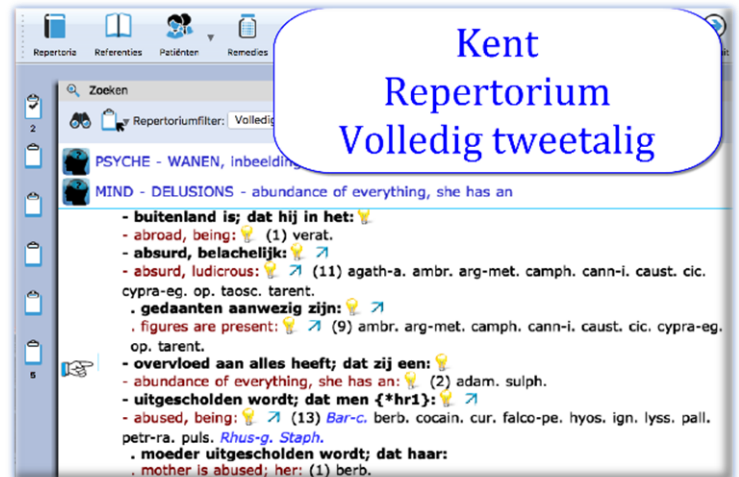 Kent
Repertorium
Volledig tweetalig
Repertoria Referenties Patiënten Remedies
Zoeken
Repertoriumfilter:
PSYCHE - WANEN,
MIND - DELUSIONS - abundance of everything, she has an
- buitenland is; dat hij in het:
- abroad, being: (1) verat.
- absurd, belachelijk:
- absurd, ludicrous: (11) agath-a. ambr. arg-met. camph. cann-i. caust. cic.
cypra-eg. op. taosc. tarent.
. gedaanten aanwezig zijn:
. figures are present: (9) ambr. arg-met. camph. cann-i. caust. cic. cypra-eg.
op. tarent.
- overvloed aan alles heeft; dat zij een:
- abundance of everything, she has an: (2) adam. sulph.
- uitgescholden wordt; dat men {*hr1}:
- abused, being: (13) Bar-c. berb. cocain. cur. falco-pe. hyos. ign. lyss. pall.
petr-ra. puls. Rhus-g. Staph.
. moeder uitgescholden wordt; dat haar:
. mother is abused; her: (1) berb.
2
5